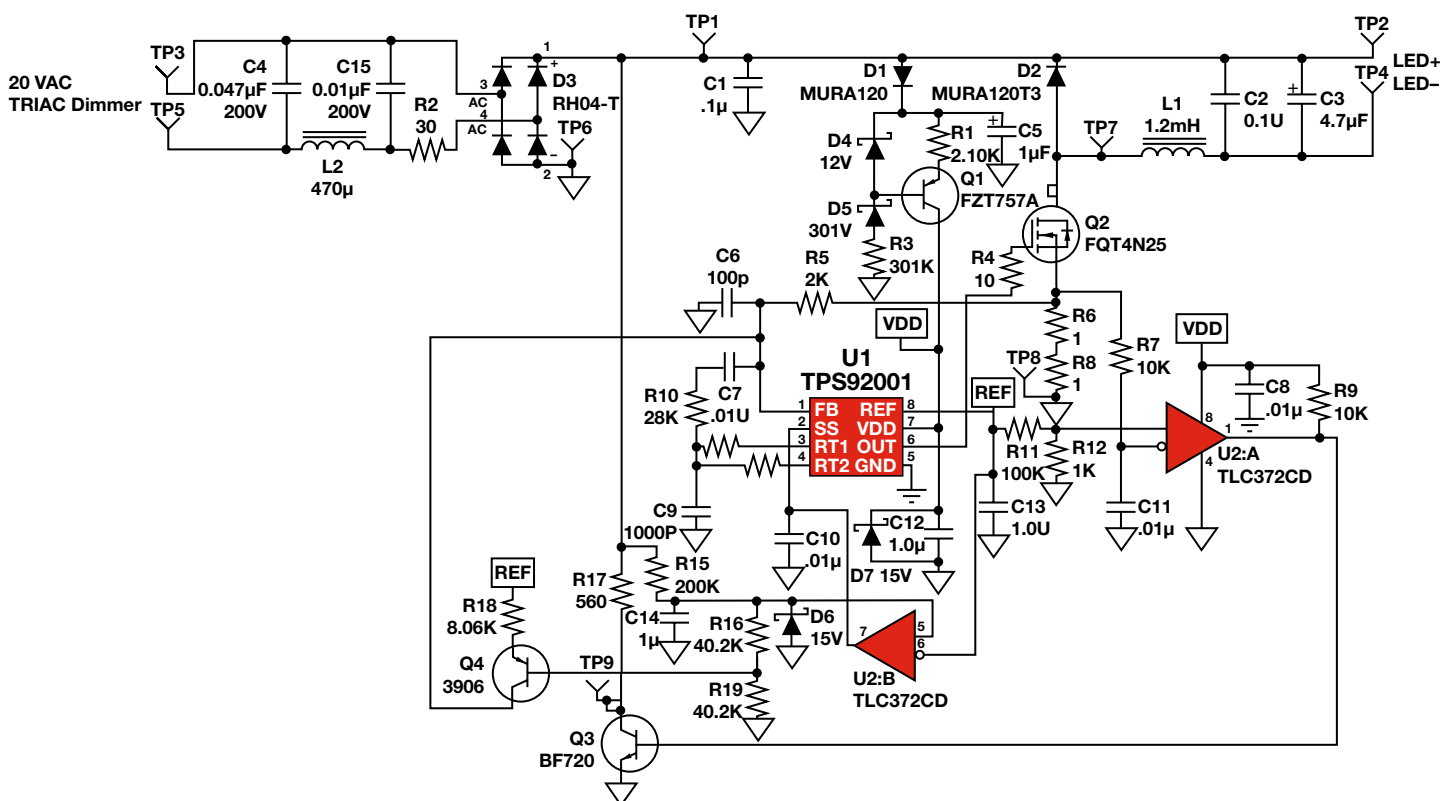 20 VAC
TRIAC Dimmer
TP3
TP5
C4
0.047µF
200V
C15
0.01µF
200V
L2
470µ
R2
30
1
3
AC
4
AC
2
+
–
D3
RH04-T
TP6
TP1
C1
.1µ
D1
MURA120
D2
MURA120T3
D4
12V
R1
2.10K
+
C5
1µF
Q1
FZT757A
D5
301V
R3
301K
TP7
L1
1.2mH
C2
0.1U
+
C3
4.7µF
TP2
LED+
TP4
LED–
Q2
FQT4N25
R4
10
C6
100p
R5
2K
VDD
R6
1
TP8
R8
1
R7
10K
VDD
C8
.01µ
R9
10K
U1
TPS92001
1 FB REF 8
2 SS VDD 7
3 RT1 OUT 6
4 RT2 GND 5
R10
28K
C7
.01U
REF
R11
100K
R12
1K
8
1
4
U2:A
TLC372CD
C9
1000P
C10
.01µ
C12
1.0µ
D7 15V
C13
1.0U
C11
.01µ
R17
560
R15
200K
C14
1µ
R16
40.2K
D6
15V
7
5
6
U2:B
TLC372CD
REF
R18
8.06K
Q4
3906
TP9
R19
40.2K
Q3
BF720